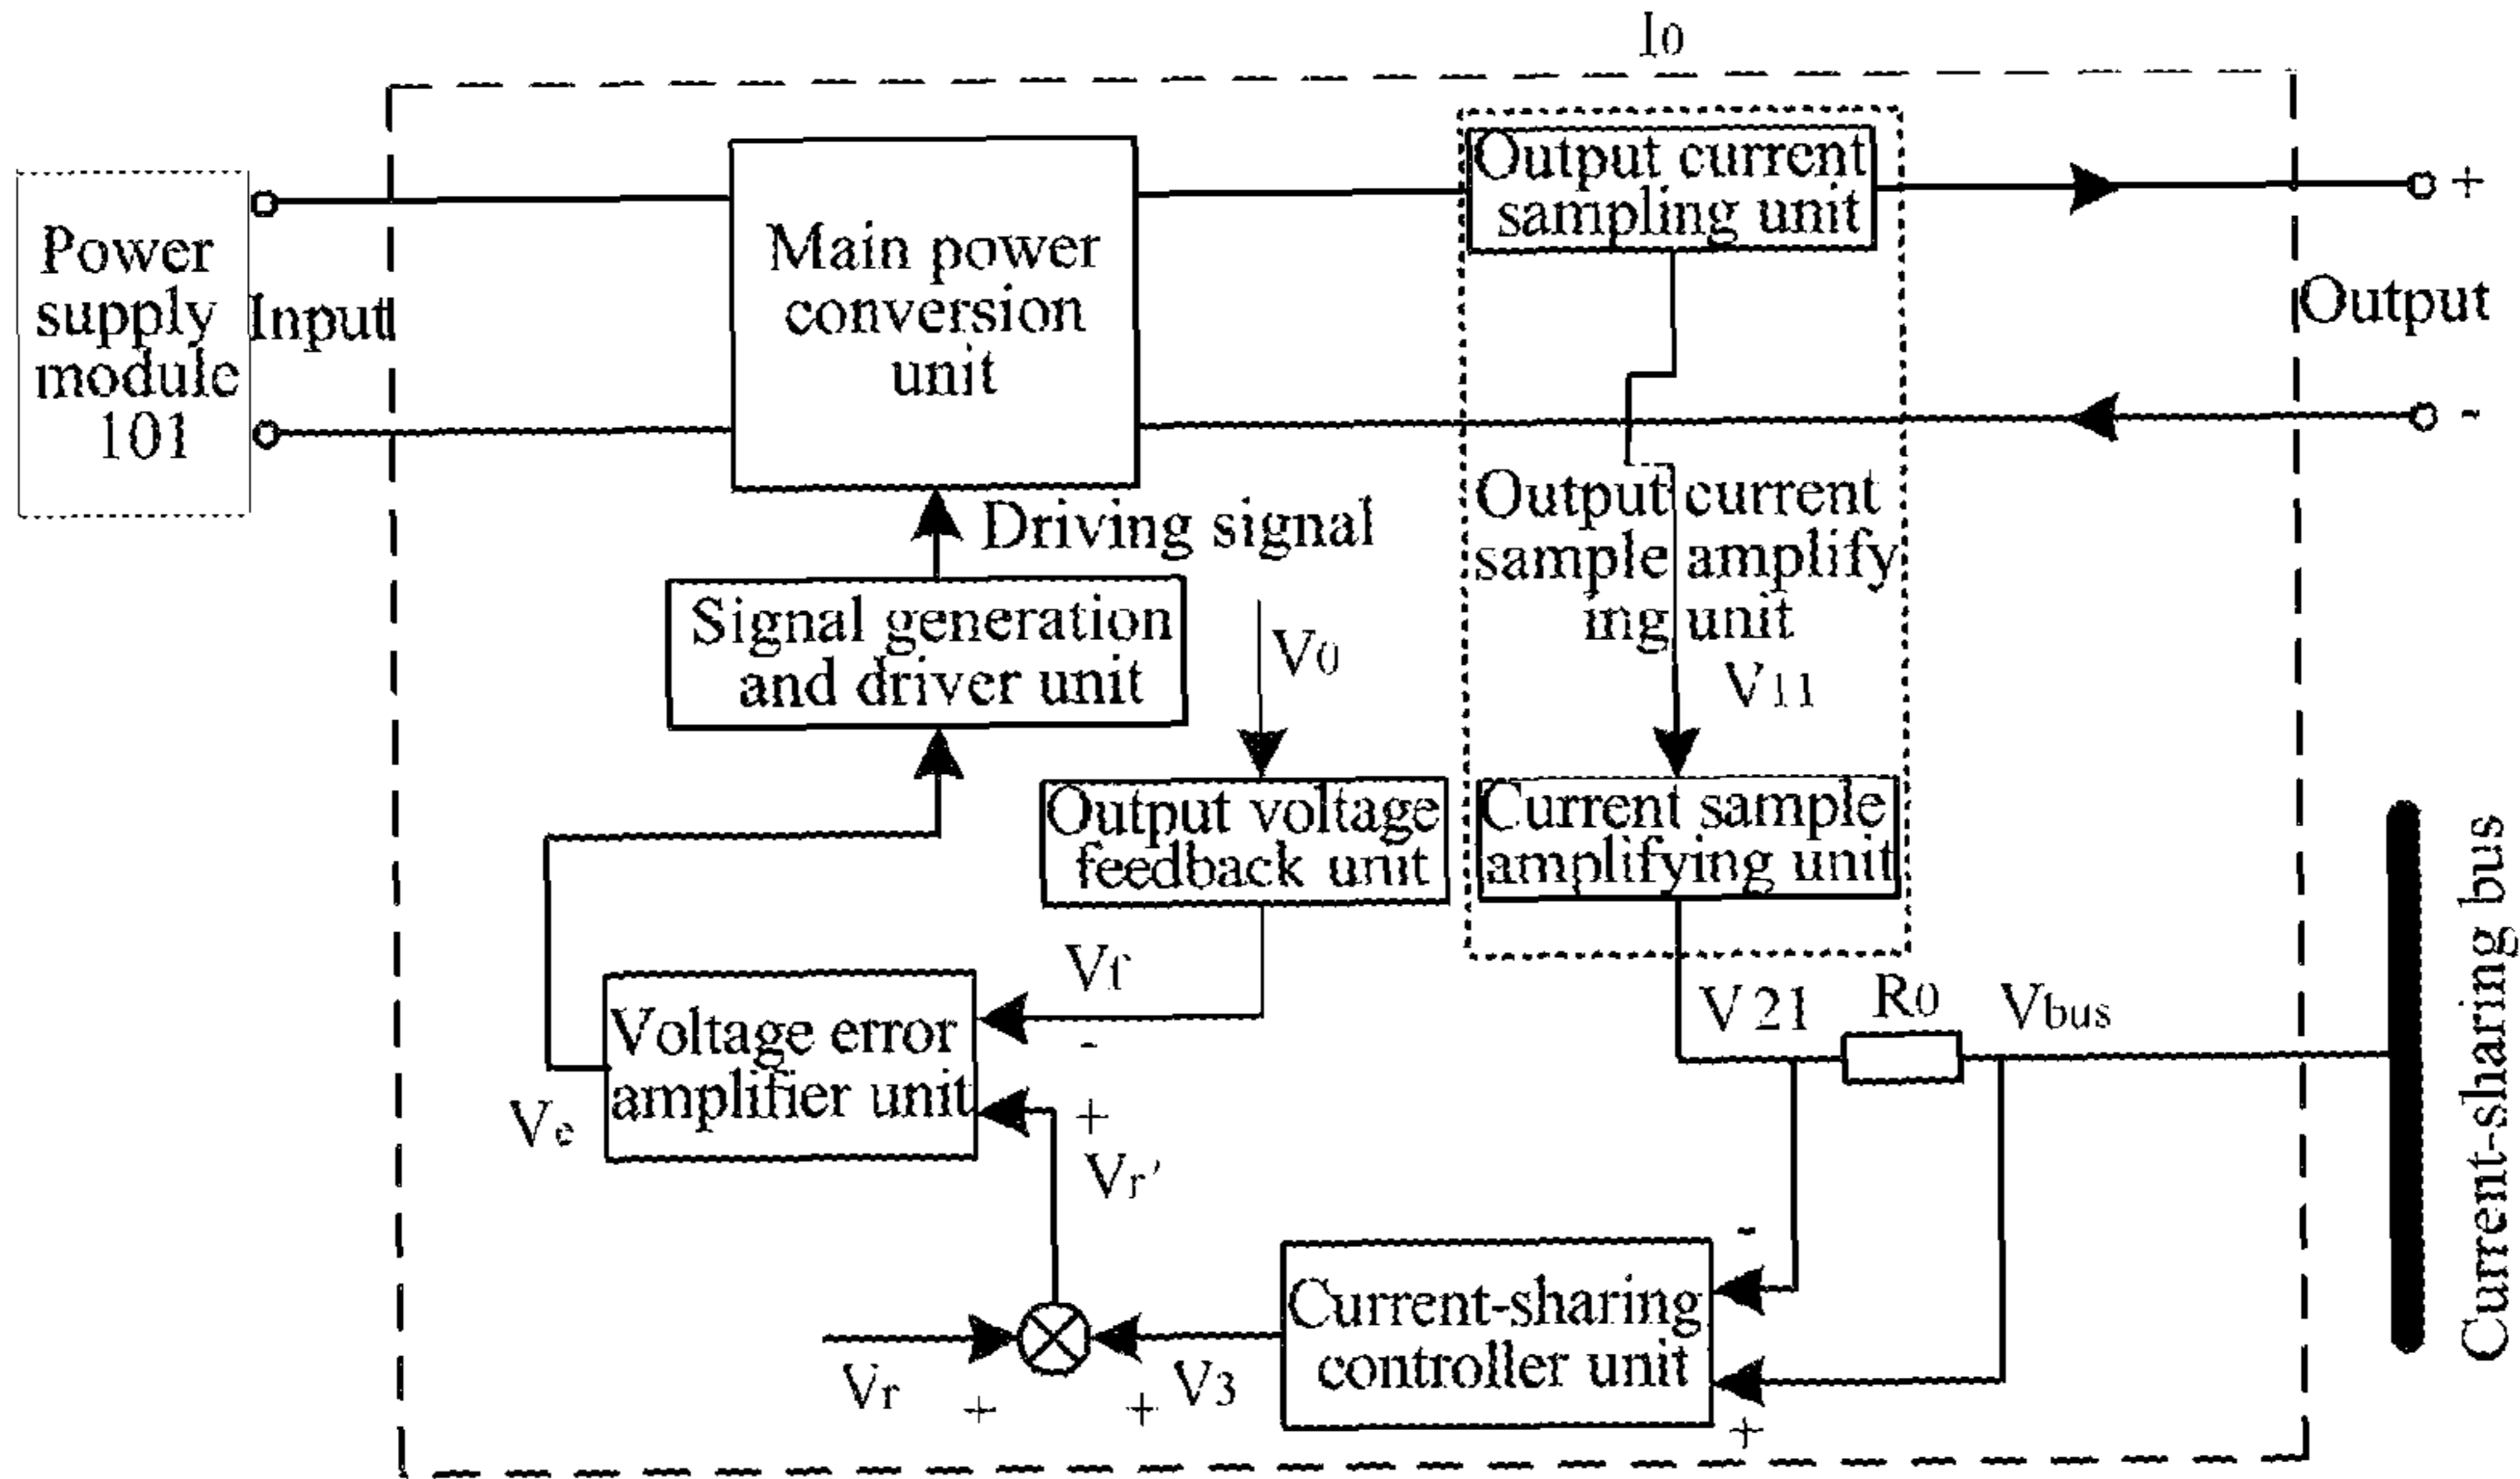 I0
Power
supply
module
101
Input
Main power
conversion
unit
Output current
sampling unit
+
Output
-
Driving signal
Output current
sample amplify
ing unit
Signal generation
and driver unit
V0
V11
Output voltage
feedback unit
Current sample
amplifying unit
Current-sharing bus
Vf
V21
R0
Vbus
-
Voltage error
amplifier unit
Ve
+
Vr'
-
Current-sharing
controller unit
Vr
+
+
V3
+